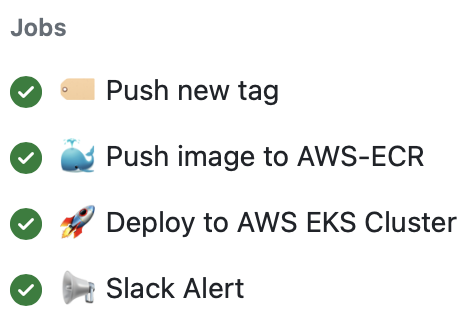 Jobs
🏷️ Push new tag
🐳 Push image to AWS-ECR
🚀 Deploy to AWS EKS Cluster
📢 Slack Alert